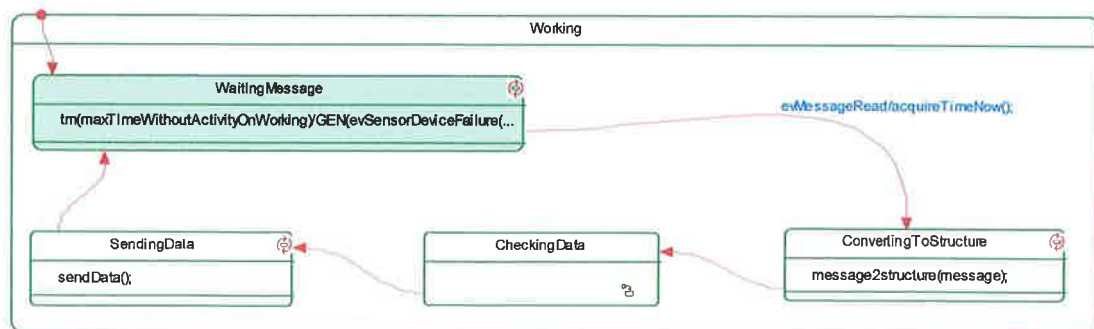 Working
WaitingMessage
tm(maxTimeWithoutActivityOnWorking)/GEN(evSensorDeviceFailure(...
evMessageRead/acquireTimeNow();
SendingData
CheckingData
ConvertingToStructure
sendData();
message2structure(message);